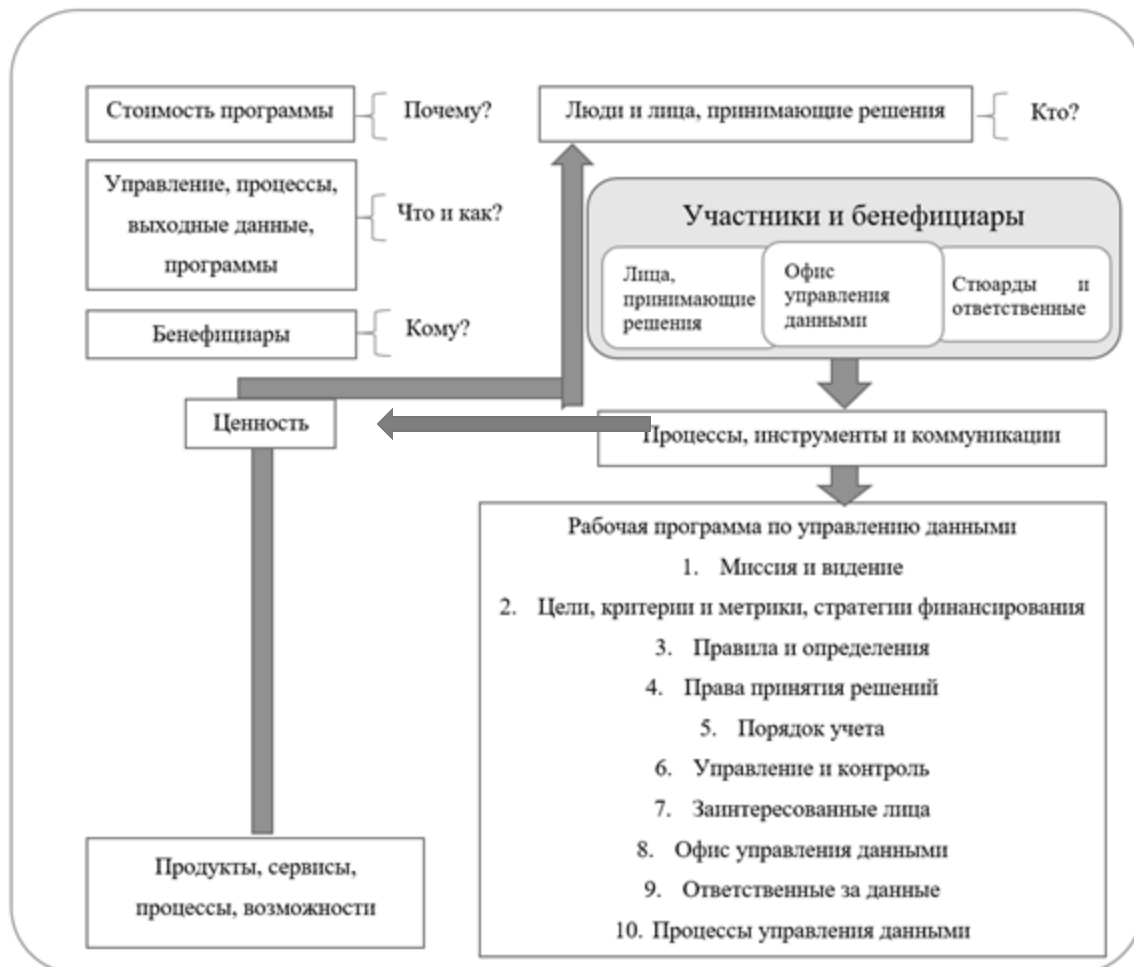 Стоимость программы
Почему?
Люди и лица, принимающие решения
Кто?
Управление, процессы,
выходные данные,
программы
Что и как?
Участники и бенефициары
Лица,
принимающие
решения
Офис
управления
данными
Стюарды и
ответственные
Бенефициары
Кому?
Ценность
Процессы, инструменты и коммуникации
Рабочая программа по управлению данными
1. Миссия и видение
2. Цели, критерии и метрики, стратегии финансирования
3. Правила и определения
4. Права принятия решений
5. Порядок учета
6. Управление и контроль
7. Заинтересованные лица
8. Офис управления данными
9. Ответственные за данные
10. Процессы управления данными
Продукты, сервисы,
процессы, возможности